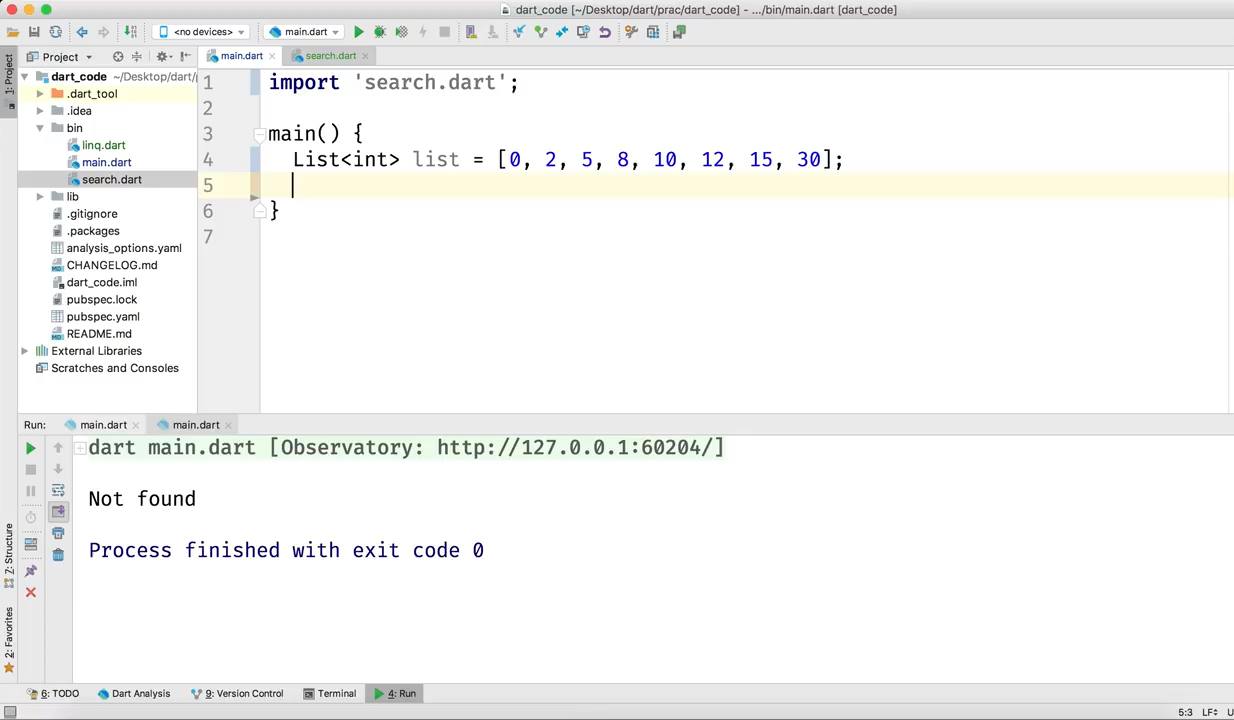 dart_code [~/Desktop/dart/prac/dart_code] - .../bin/main.dart [dart_code]
<no devices> main.dart
1: Project
Project
main.dart search.dart
dart_code ~/Desktop/dart/
.dart_tool
.idea
bin
linq.dart
main.dart
search.dart
lib
.gitignore
.packages
analysis_options.yaml
CHANGELOG.md
dart_code.iml
pubspec.lock
pubspec.yaml
README.md
External Libraries
Scratches and Consoles
1 import 'search.dart';
2
3 main() {
4 List<int> list = [0, 2, 5, 8, 10, 12, 15, 30];
5
6 }
7
Run: main.dart main.dart
dart main.dart [Observatory: http://127.0.0.1:60204/]
Not found
Process finished with exit code 0
7: Structure
2: Favorites
6: TODO Dart Analysis 9: Version Control Terminal 4: Run
5:3 LF÷ U